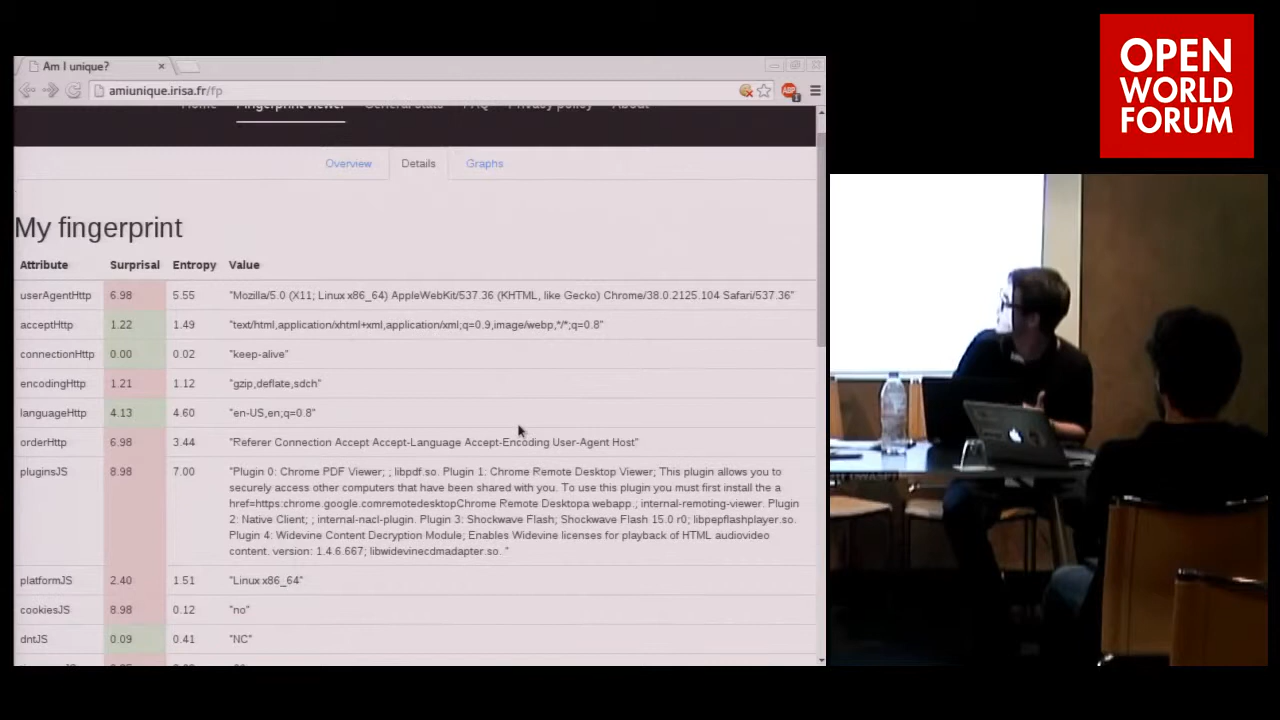 OPEN
WORLD
FORUM
Am I unique?
amiunique.irisa.fr/fp
ABP
Home Fingerprint viewer General stats FAQ Privacy policy About
Overview Details Graphs
My fingerprint
Attribute Surprisal Entropy Value
userAgentHttp 6.98 5.55 "Mozilla/5.0 (X11; Linux x86_64) AppleWebKit/537.36 (KHTML, like Gecko) Chrome/38.0.2125.104 Safari/537.36"
acceptHttp 1.22 1.49 "text/html,application/xhtml+xml,application/xml;q=0.9,image/webp,*/*;q=0.8"
connectionHttp 0.00 0.02 "keep-alive"
encodingHttp 1.21 1.12 "gzip,deflate,sdch"
languageHttp 4.13 4.60 "en-US,en;q=0.8"
orderHttp 6.98 3.44 "Referer Connection Accept Accept-Language Accept-Encoding User-Agent Host"
pluginsJS 8.98 7.00 "Plugin 0: Chrome PDF Viewer; ; libpdf.so. Plugin 1: Chrome Remote Desktop Viewer; This plugin allows you to
securely access other computers that have been shared with you. To use this plugin you must first install the a
href=https:chrome.google.comremotedesktopChrome Remote Desktopa webapp.; internal-remoting-viewer. Plugin
2: Native Client; ; internal-nacl-plugin. Plugin 3: Shockwave Flash; Shockwave Flash 15.0 r0; libpepflashplayer.so.
Plugin 4: Widevine Content Decryption Module; Enables Widevine licenses for playback of HTML audiovideo
content. version: 1.4.6.667; libwidevinecdmadapter.so. "
platformJS 2.40 1.51 "Linux x86_64"
cookiesJS 8.98 0.12 "no"
dntJS 0.09 0.41 "NC"